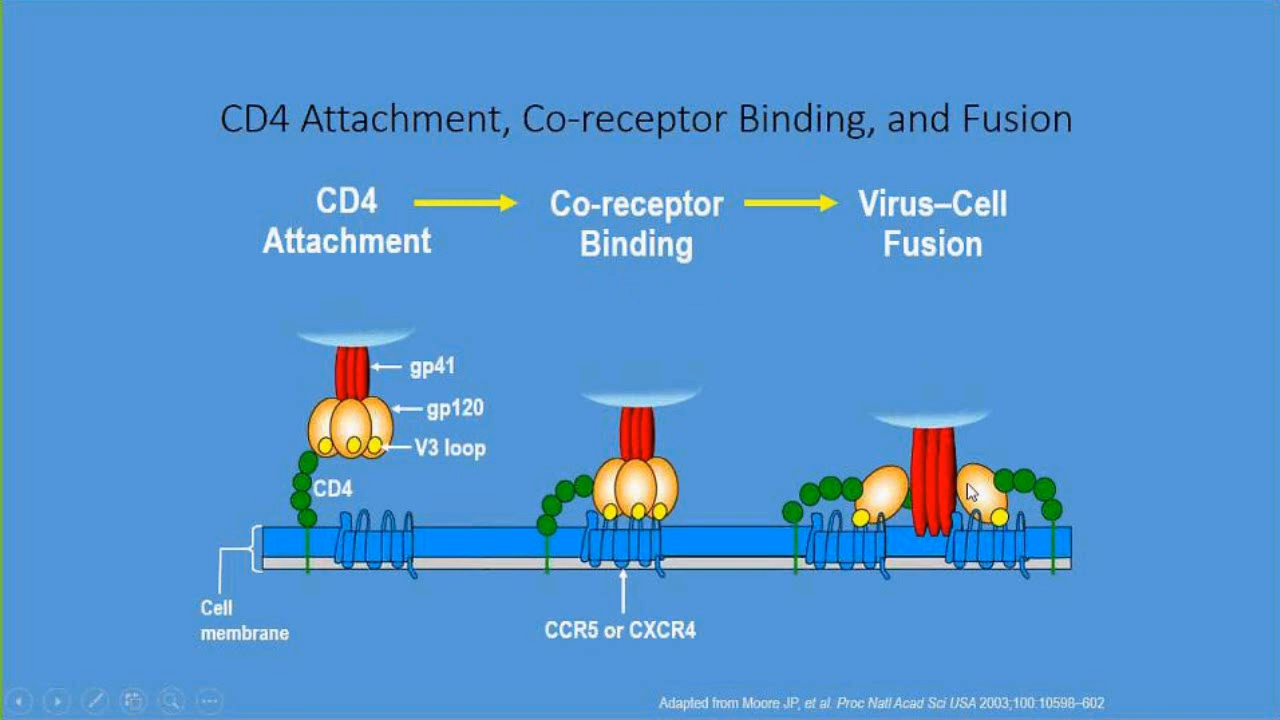 CD4 Attachment, Co-receptor Binding, and Fusion
CD4
Attachment
Co-receptor
Binding
Virus–Cell
Fusion
gp41
gp120
V3 loop
CD4
Cell
membrane
CCR5 or CXCR4
Adapted from Moore JP, et al. Proc Natl Acad Sci USA 2003;100:10598–602